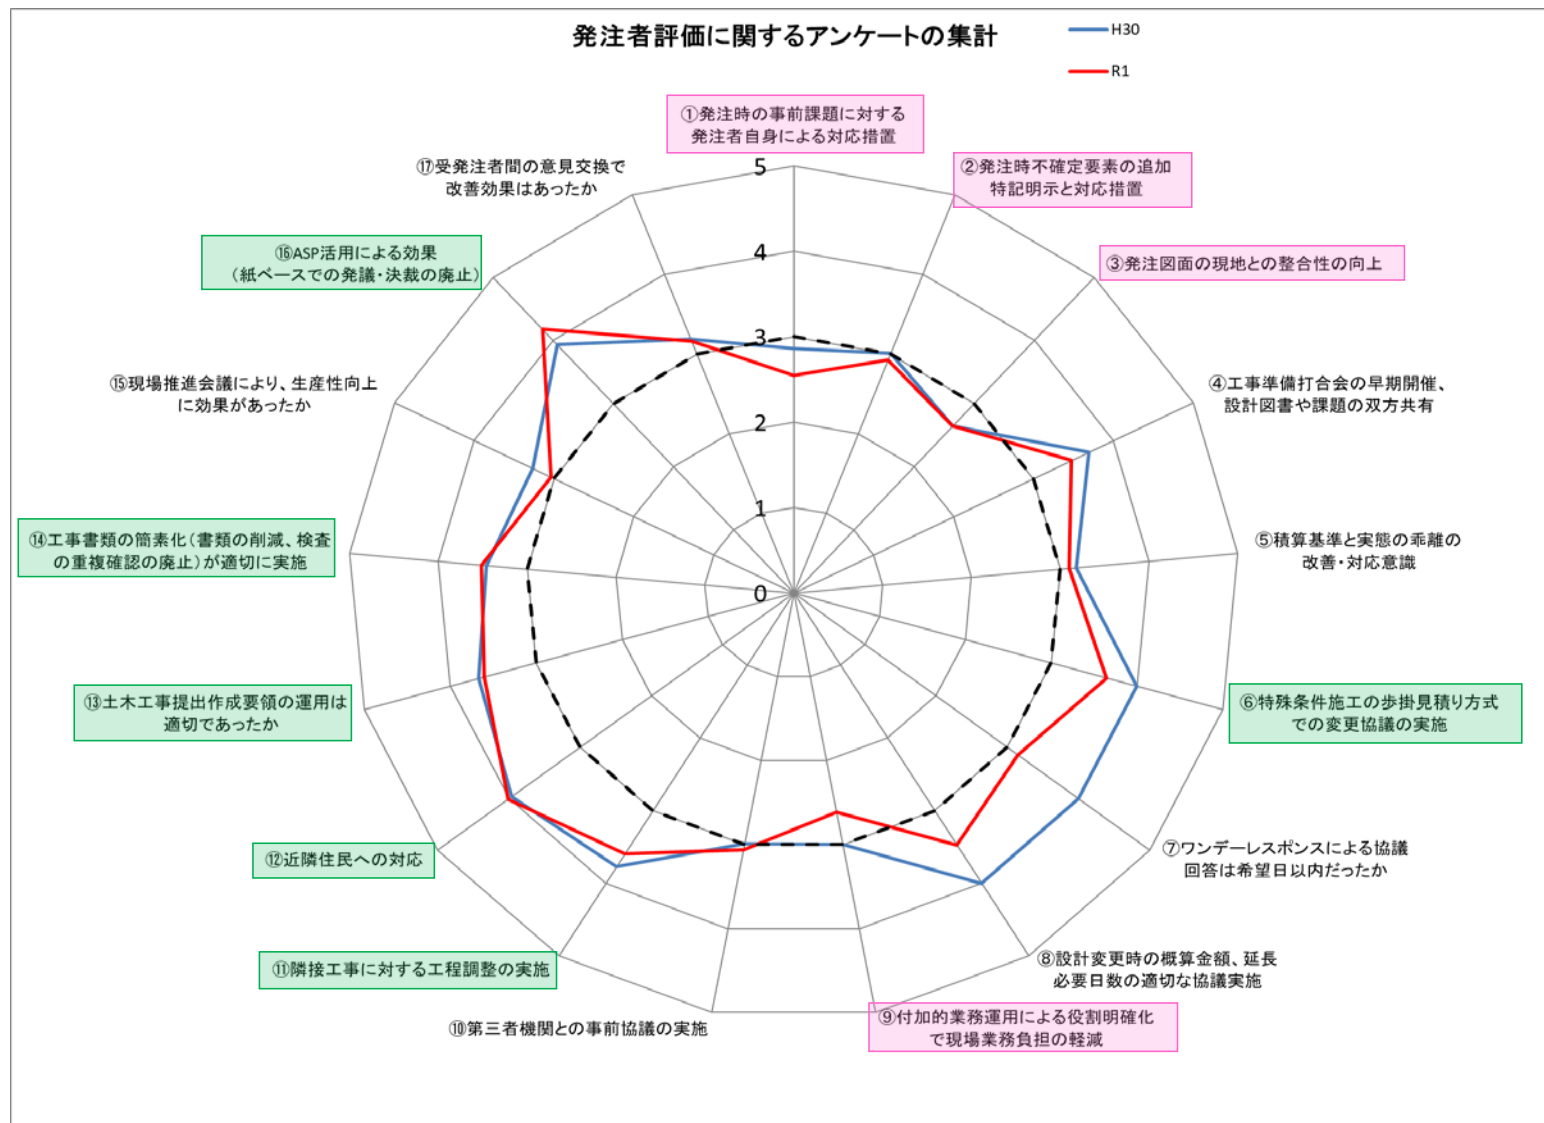 発注者評価に関するアンケートの集計
H30
R1
①発注時の事前課題に対する
発注者自身による対応措置
②発注時不確定要素の追加
特記明示と対応措置
③発注図面の現地との整合性の向上
④工事準備打合会の早期開催、
設計図書や課題の双方共有
⑤積算基準と実態の乖離の
改善・対応意識
⑥特殊条件施工の歩掛見積り方式
での変更協議の実施
⑦ワンデーレスポンスによる協議
回答は希望日以内だったか
⑧設計変更時の概算金額、延長
必要日数の適切な協議実施
⑨付加的業務運用による役割明確化
で現場業務負担の軽減
⑩第三者機関との事前協議の実施
⑪隣接工事に対する工程調整の実施
⑫近隣住民への対応
⑬土木工事提出作成要領の運用は
適切であったか
⑭工事書類の簡素化(書類の削減、検査
の重複確認の廃止)が適切に実施
⑮現場推進会議により、生産性向上
に効果があったか
⑯ASP活用による効果
(紙ベースでの発議・決裁の廃止)
⑰受発注者間の意見交換で
改善効果はあったか
5
4
3
2
1
0